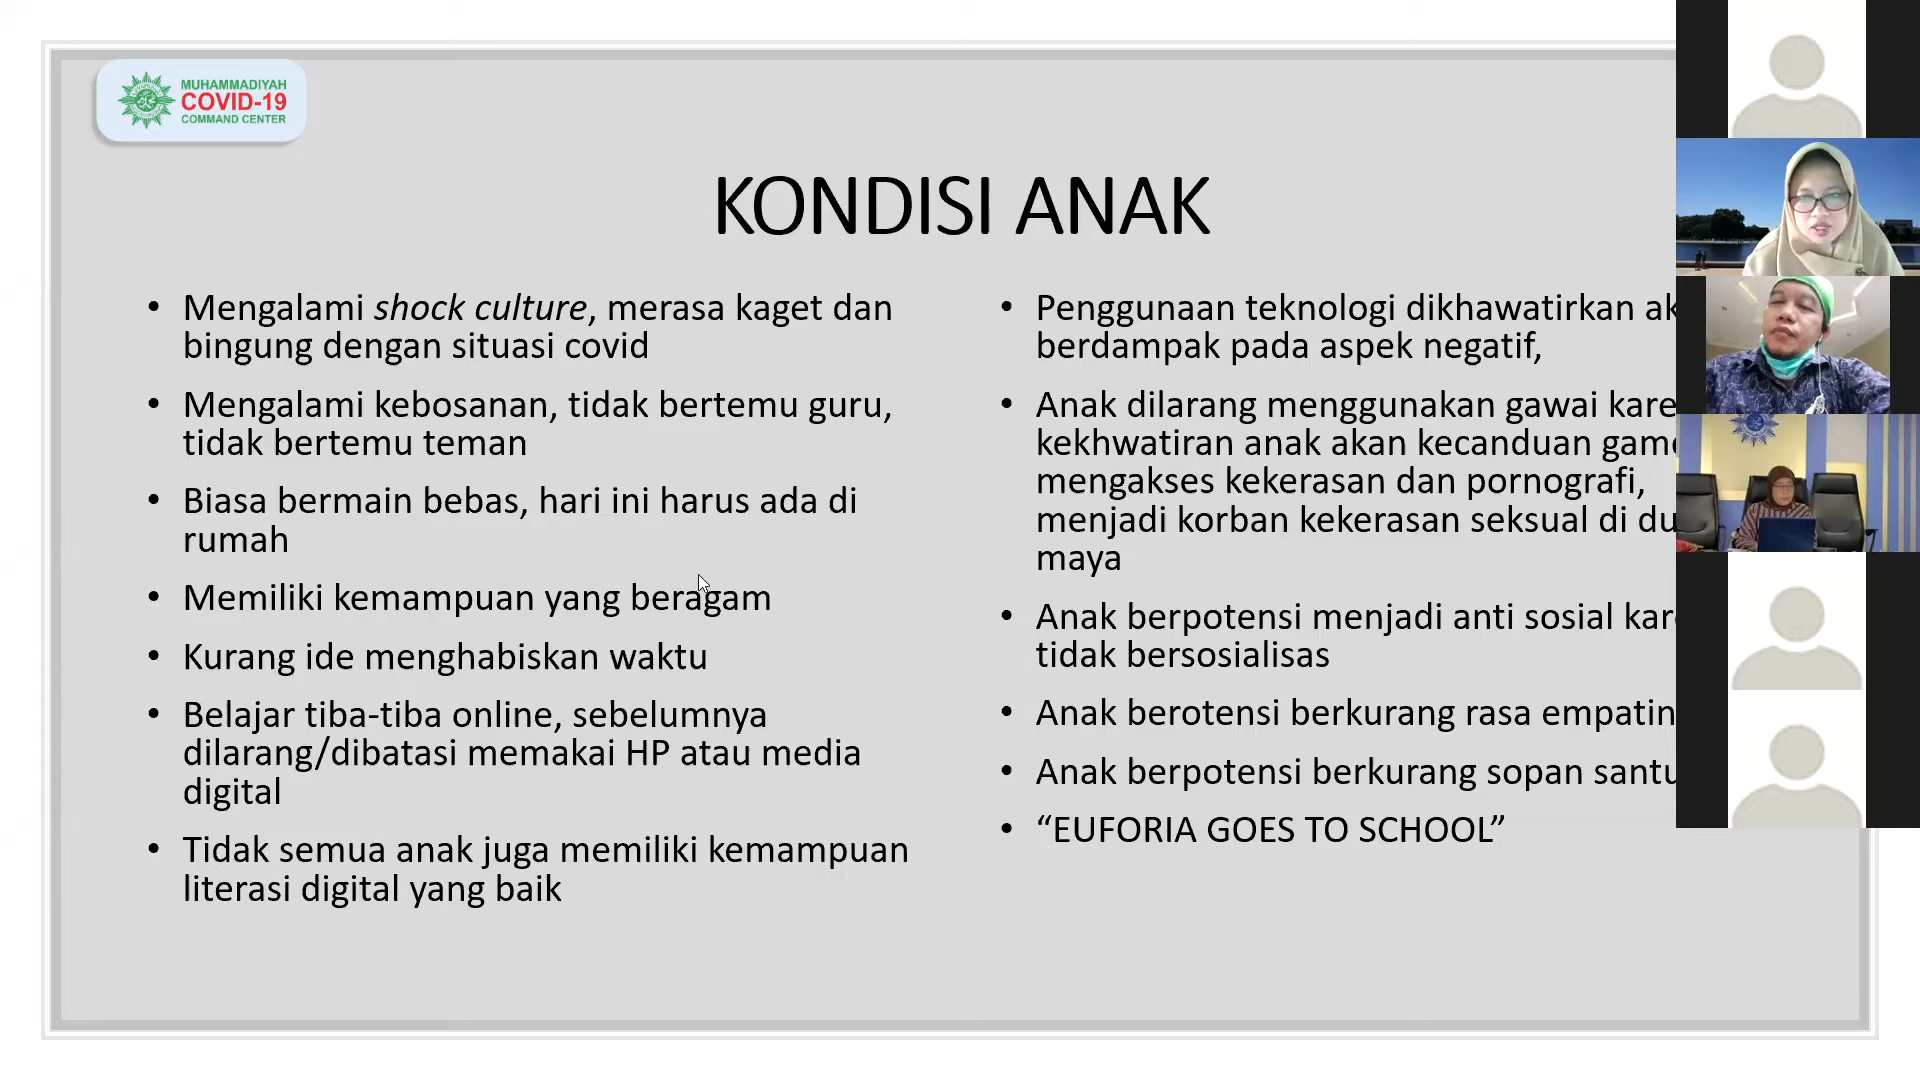 MUHAMMADIYAH
COVID-19
COMMAND CENTER
KONDISI ANAK
• Mengalami shock culture, merasa kaget dan
bingung dengan situasi covid
• Mengalami kebosanan, tidak bertemu guru,
tidak bertemu teman
• Biasa bermain bebas, hari ini harus ada di
rumah
• Memiliki kemampuan yang beragam
• Kurang ide menghabiskan waktu
• Belajar tiba-tiba online, sebelumnya
dilarang/dibatasi memakai HP atau media
digital
• Tidak semua anak juga memiliki kemampuan
literasi digital yang baik
• Penggunaan teknologi dikhawatirkan
berdampak pada aspek negatif,
• Anak dilarang menggunakan gawai
kekhwatiran anak akan kecanduan
mengakses kekerasan dan pornografi,
menjadi korban kekerasan seksual di
maya
• Anak berpotensi menjadi anti sosial
tidak bersosialisas
• Anak berotensi berkurang rasa
• Anak berpotensi berkurang sopan
• “EUFORIA GOES TO SCHOOL”